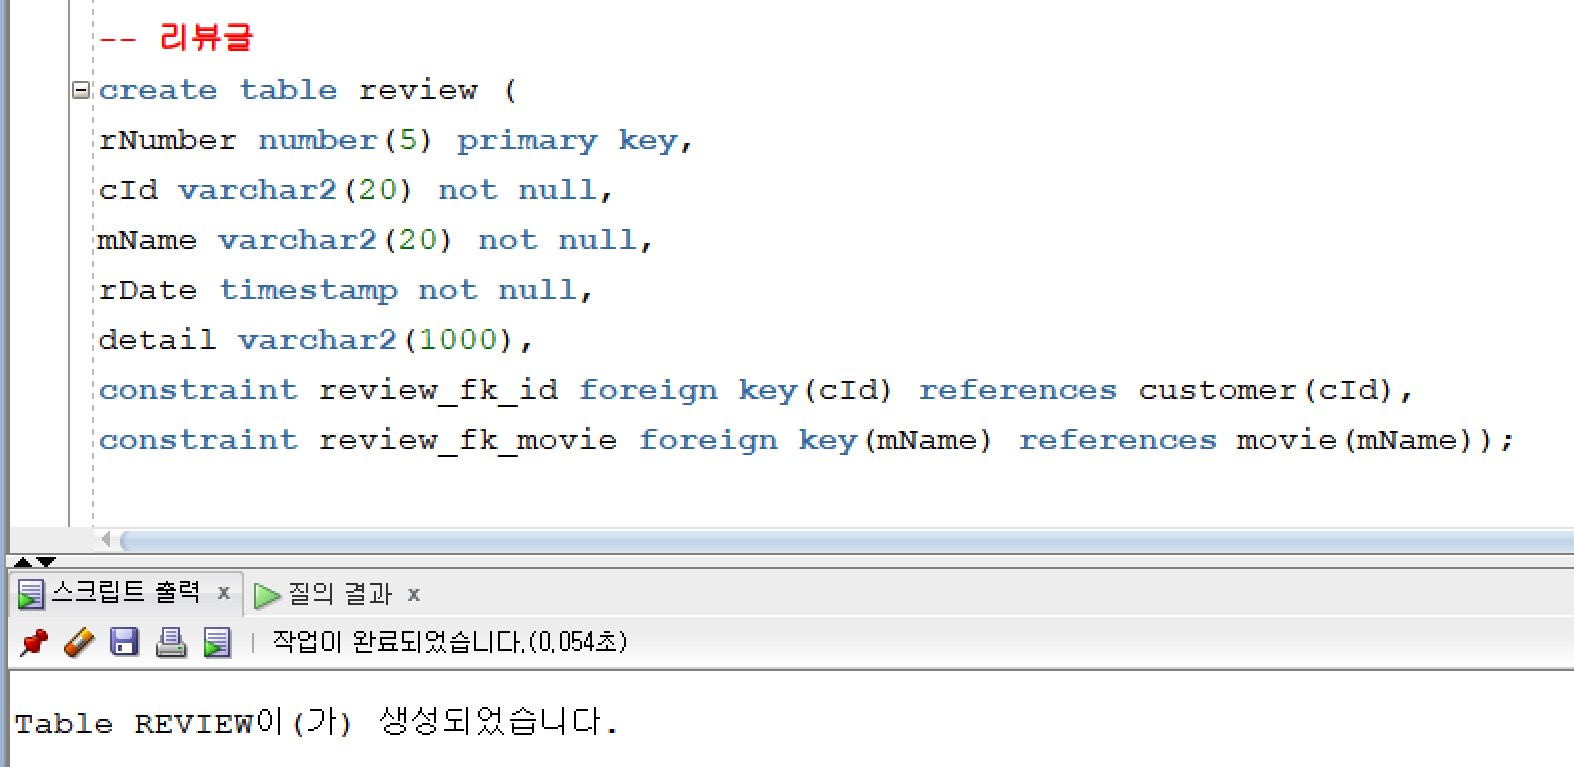 -- 리뷰글
create table review (
rNumber number(5) primary key,
cId varchar2(20) not null,
mName varchar2(20) not null,
rDate timestamp not null,
detail varchar2(1000),
constraint review_fk_id foreign key(cId) references customer(cId),
constraint review_fk_movie foreign key(mName) references movie(mName));
스크립트 출력 x 질의 결과 x
작업이 완료되었습니다.(0,054초)
Table REVIEW이(가) 생성되었습니다.